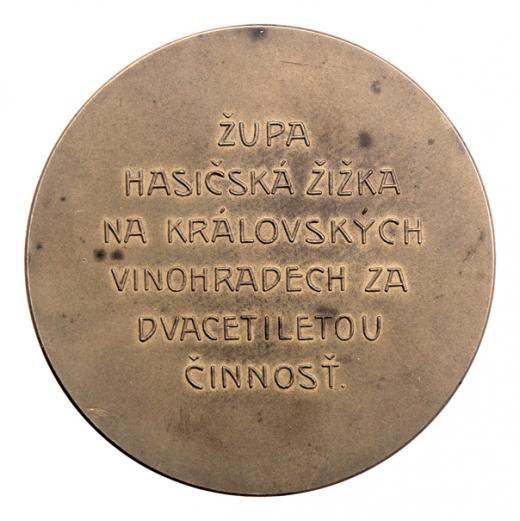 ŽUPA
HASIČSKÁ ŽIŽKA
NA KRÁLOVSKÝCH
VINOHRADECH ZA
DVACETILETOU
ČINNOSŤ.